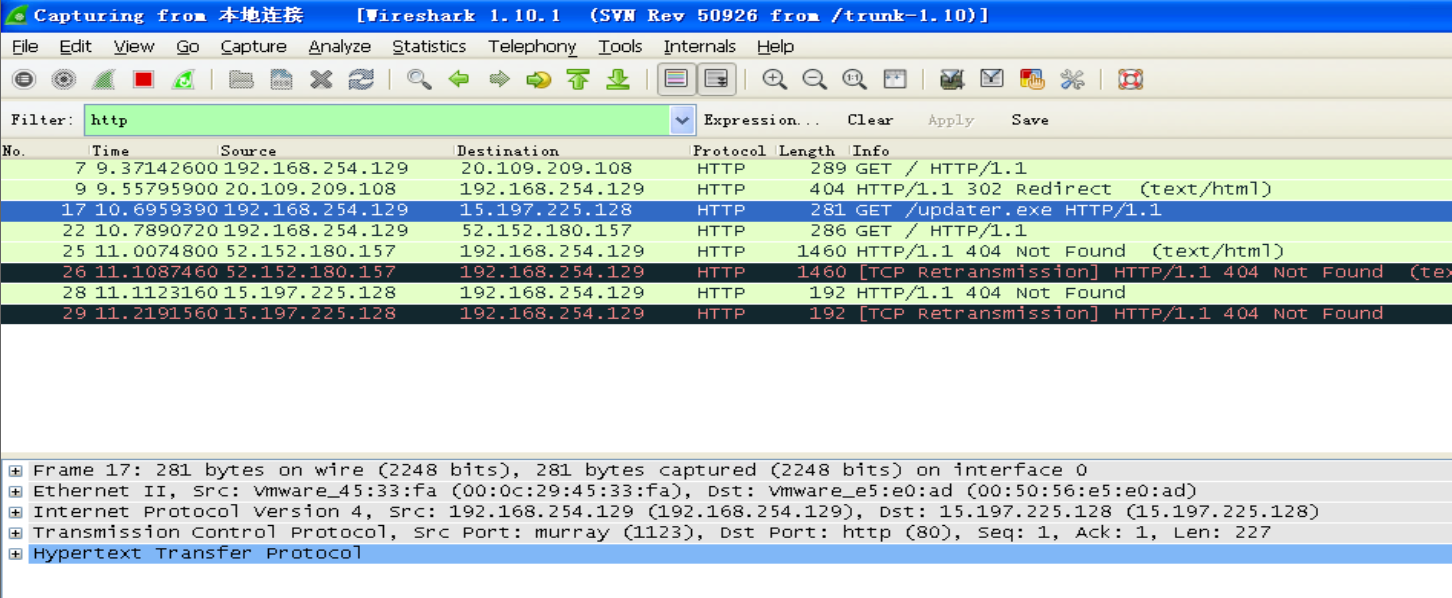 Capturing from 本地连接 [Wireshark 1.10.1 (SVN Rev 50926 from /trunk-1.10)]
File Edit View Go Capture Analyze Statistics Telephony Tools Internals Help
Filter: http Expression... Clear Apply Save
No. Time Source Destination Protocol Length Info
7 9.37142600 192.168.254.129 20.109.209.108 HTTP 289 GET / HTTP/1.1
9 9.55795900 20.109.209.108 192.168.254.129 HTTP 404 HTTP/1.1 302 Redirect (text/html)
17 10.6959390 192.168.254.129 15.197.225.128 HTTP 281 GET /updater.exe HTTP/1.1
22 10.7890720 192.168.254.129 52.152.180.157 HTTP 286 GET / HTTP/1.1
25 11.0074800 52.152.180.157 192.168.254.129 HTTP 1460 HTTP/1.1 404 Not Found (text/html)
26 11.1087460 52.152.180.157 192.168.254.129 HTTP 1460 [TCP Retransmission] HTTP/1.1 404 Not Found (tex
28 11.1123160 15.197.225.128 192.168.254.129 HTTP 192 HTTP/1.1 404 Not Found
29 11.2191560 15.197.225.128 192.168.254.129 HTTP 192 [TCP Retransmission] HTTP/1.1 404 Not Found
Frame 17: 281 bytes on wire (2248 bits), 281 bytes captured (2248 bits) on interface 0
Ethernet II, Src: Vmware_45:33:fa (00:0c:29:45:33:fa), Dst: Vmware_e5:e0:ad (00:50:56:e5:e0:ad)
Internet Protocol Version 4, Src: 192.168.254.129 (192.168.254.129), Dst: 15.197.225.128 (15.197.225.128)
Transmission Control Protocol, Src Port: murray (1123), Dst Port: http (80), Seq: 1, Ack: 1, Len: 227
Hypertext Transfer Protocol